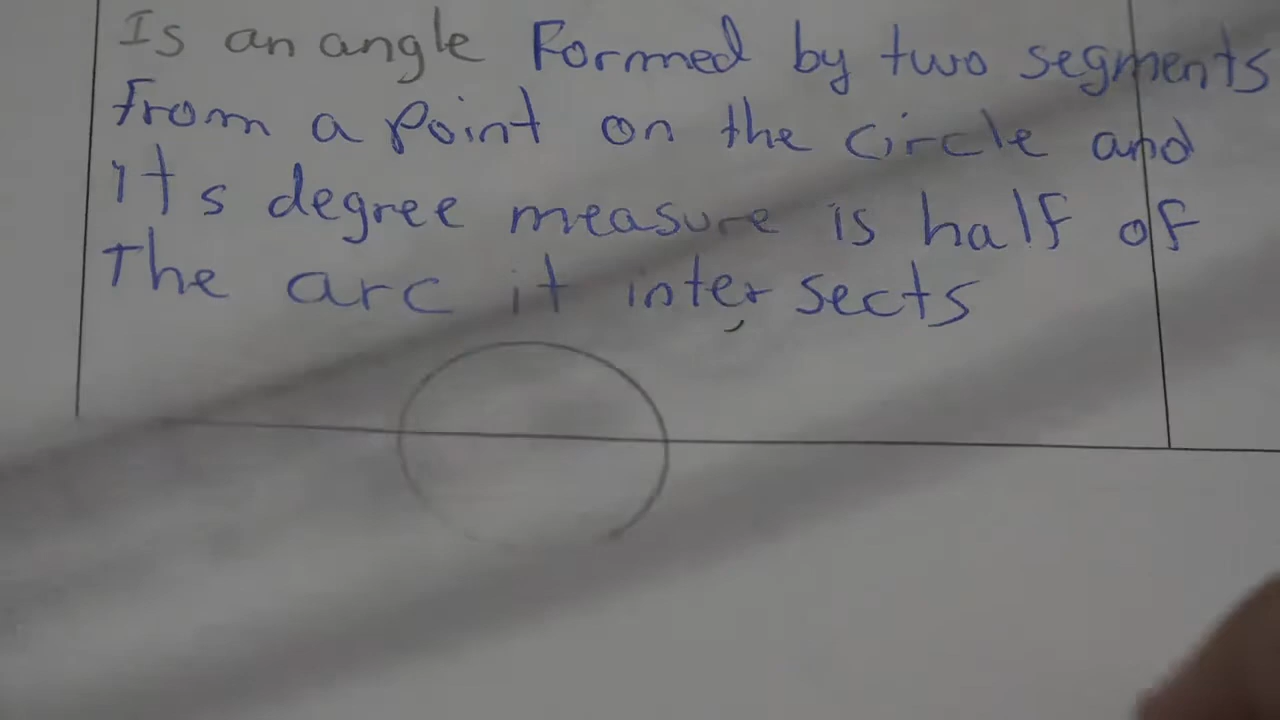 Is an angle Formed by two segments
from a point on the circle and
its degree measure is half of
The arc it intersects